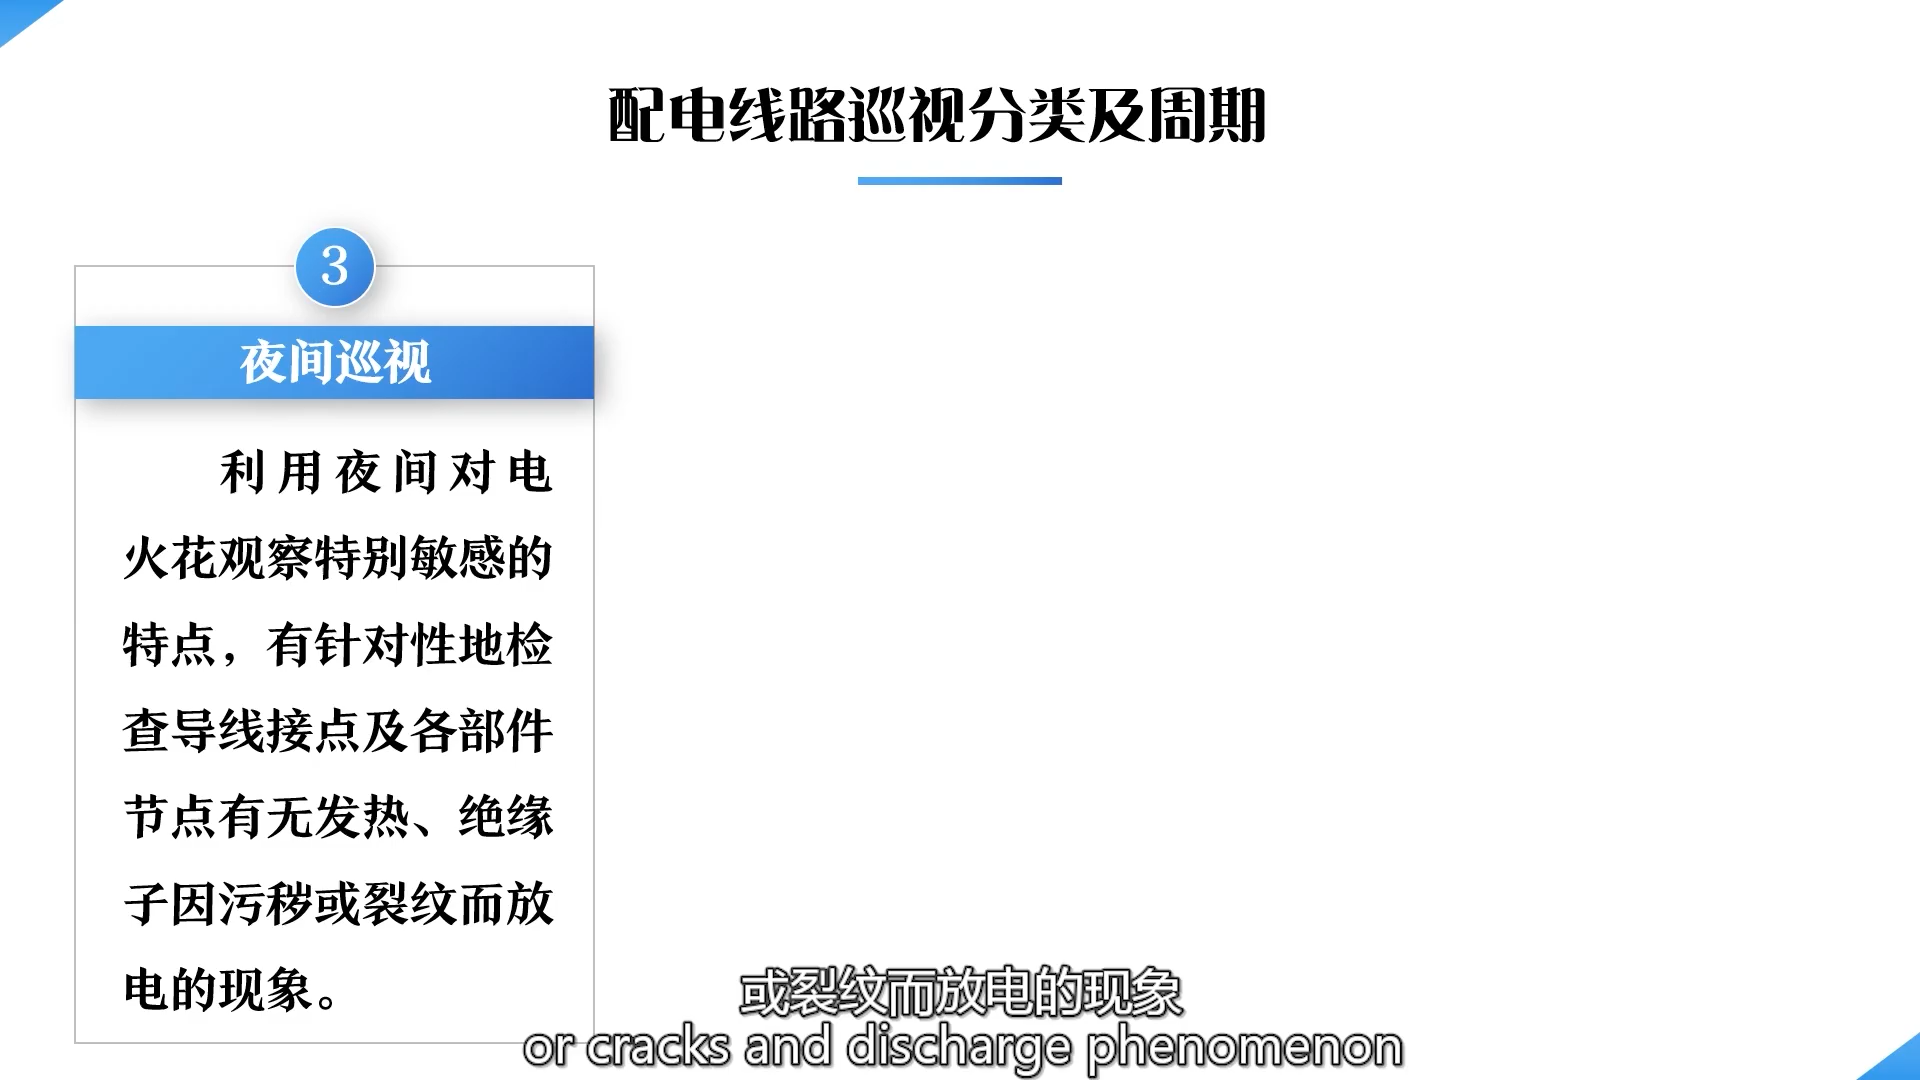 配电线路巡视分类及周期
3
夜间巡视
利用夜间对电
火花观察特别敏感的
特点，有针对性地检
查导线接点及各部件
节点有无发热、绝缘
子因污秽或裂纹而放
电的现象。
或裂纹而放电的现象
or cracks and discharge phenomenon